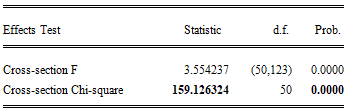 Effects Test Statistic d.f. Prob.
Cross-section F 3.554237 (50,123) 0.0000
Cross-section Chi-square 159.126324 50 0.0000